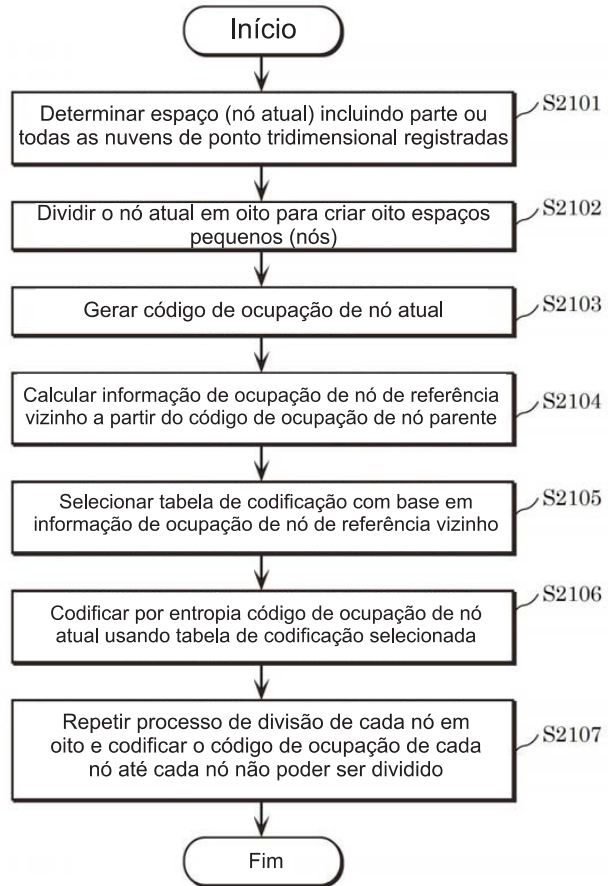 Início
Determinar espaço (nó atual) incluindo parte ou
todas as nuvens de ponto tridimensional registradas
S2101
Dividir o nó atual em oito para criar oito espaços
pequenos (nós)
S2102
Gerar código de ocupação de nó atual
S2103
Calcular informação de ocupação de nó de referência
vizinho a partir do código de ocupação de nó parente
S2104
Selecionar tabela de codificação com base em
informação de ocupação de nó de referência vizinho
S2105
Codificar por entropia código de ocupação de nó
atual usando tabela de codificação selecionada
S2106
Repetir processo de divisão de cada nó em
oito e codificar o código de ocupação de cada
nó até cada nó não poder ser dividido
S2107
Fim